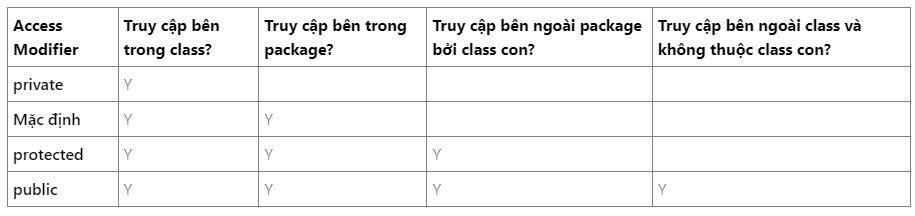 Access Modifier
Truy cập bên trong class?
Truy cập bên trong package?
Truy cập bên ngoài package bởi class con?
Truy cập bên ngoài class và không thuộc class con?
private Y
Mặc định Y Y
protected Y Y Y
public Y Y Y Y